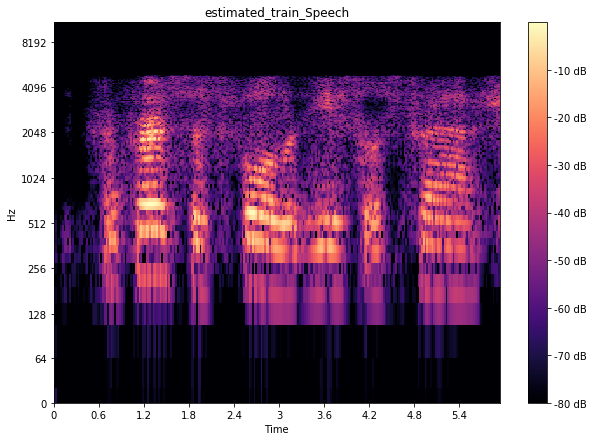 estimated_train_Speech
8192
4096
2048
1024
512
256
128
64
0
Hz
0 0.6 1.2 1.8 2.4 3 3.6 4.2 4.8 5.4
Time
-10 dB
-20 dB
-30 dB
-40 dB
-50 dB
-60 dB
-70 dB
-80 dB